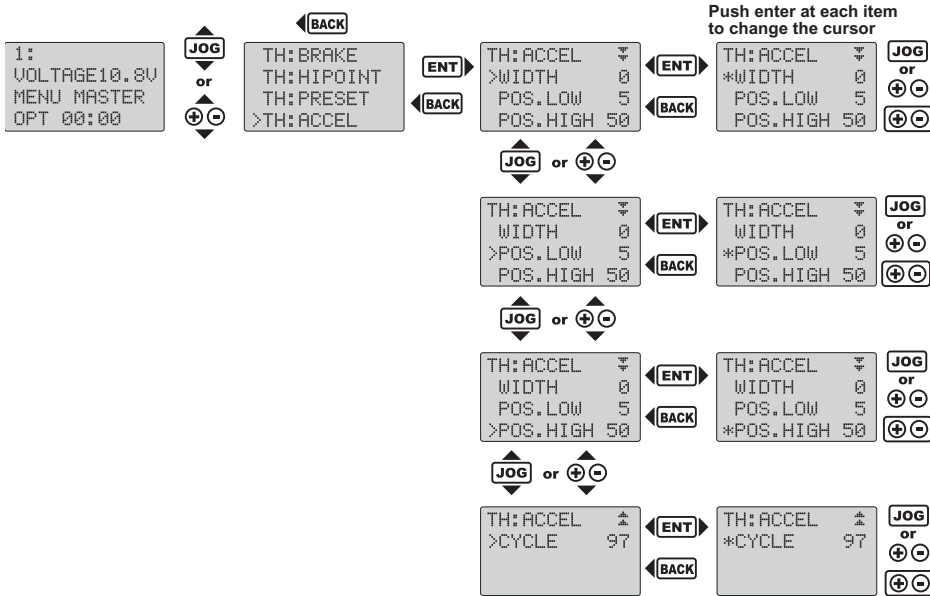 Push enter at each item
to change the cursor
BACK
1:
VOLTAGE10.8V
MENU MASTER
OPT 00:00
JOG
or
+ -
TH:BRAKE
TH:HIPOINT
TH:PRESET
>TH:ACCEL
ENT
BACK
TH:ACCEL
>WIDTH 0
POS.LOW 5
POS.HIGH 50
ENT
BACK
TH:ACCEL
*WIDTH 0
POS.LOW 5
POS.HIGH 50
JOG
or
+ -
+ -
JOG or + -
TH:ACCEL
WIDTH 0
>POS.LOW 5
POS.HIGH 50
ENT
BACK
TH:ACCEL
WIDTH 0
*POS.LOW 5
POS.HIGH 50
JOG
or
+ -
+ -
JOG or + -
TH:ACCEL
WIDTH 0
POS.LOW 5
>POS.HIGH 50
ENT
BACK
TH:ACCEL
WIDTH 0
POS.LOW 5
*POS.HIGH 50
JOG
or
+ -
+ -
JOG or + -
TH:ACCEL
>CYCLE 97
ENT
BACK
TH:ACCEL
*CYCLE 97
JOG
or
+ -
+ -